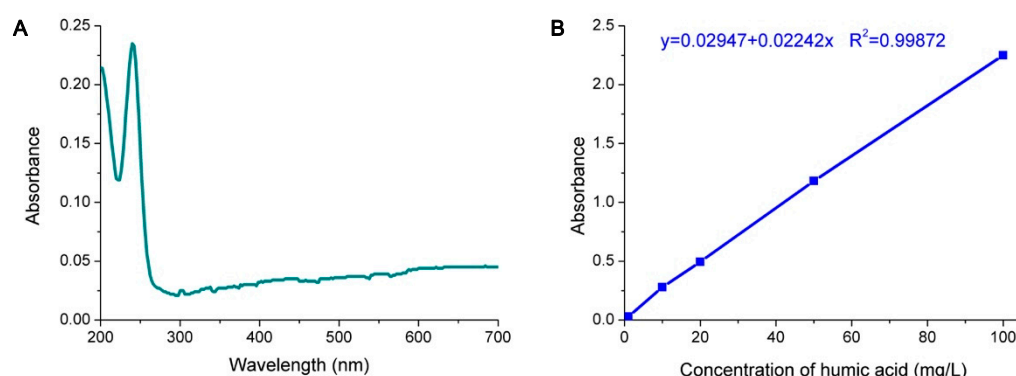 A
0.25
0.20
0.15
0.10
0.05
0.00
Absorbance
200 300 400 500 600 700
Wavelength (nm)
B
y=0.02947+0.02242x R²=0.99872
2.5
2.0
1.5
1.0
0.5
0.0
Absorbance
0 20 40 60 80 100
Concentration of humic acid (mg/L)